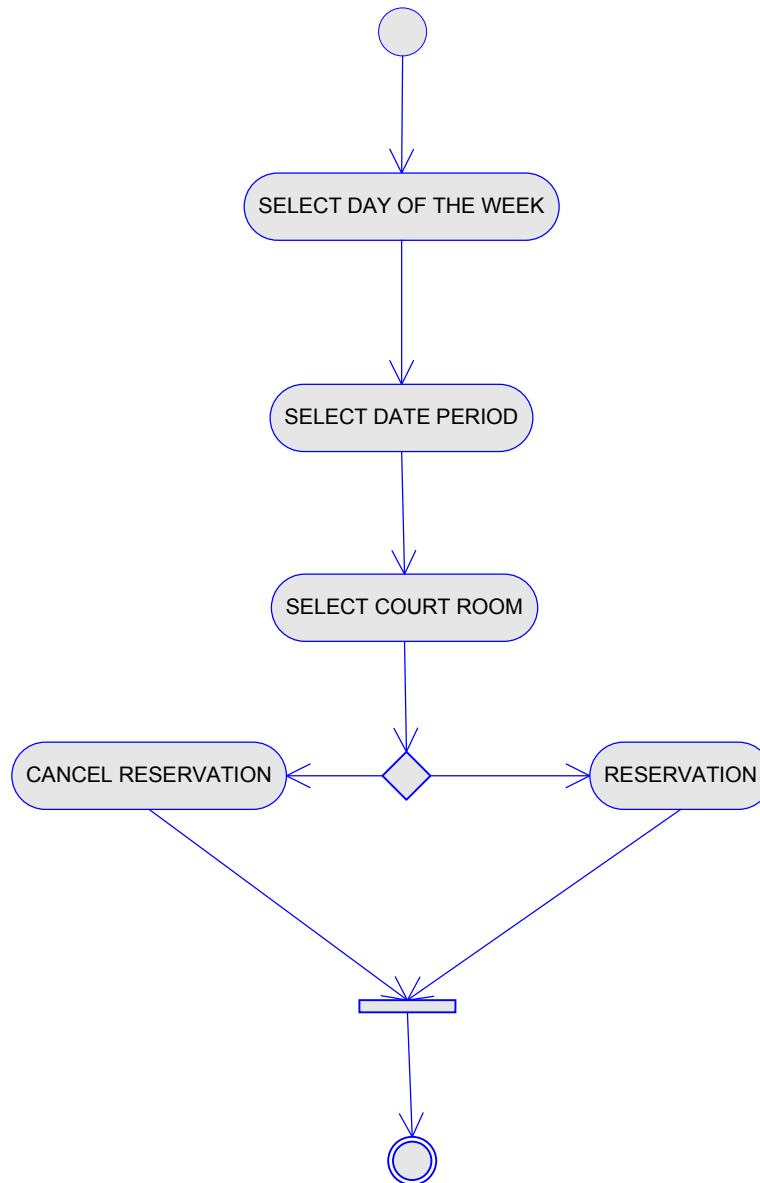 SELECT DAY OF THE WEEK
SELECT DATE PERIOD
SELECT COURT ROOM
CANCEL RESERVATION
RESERVATION